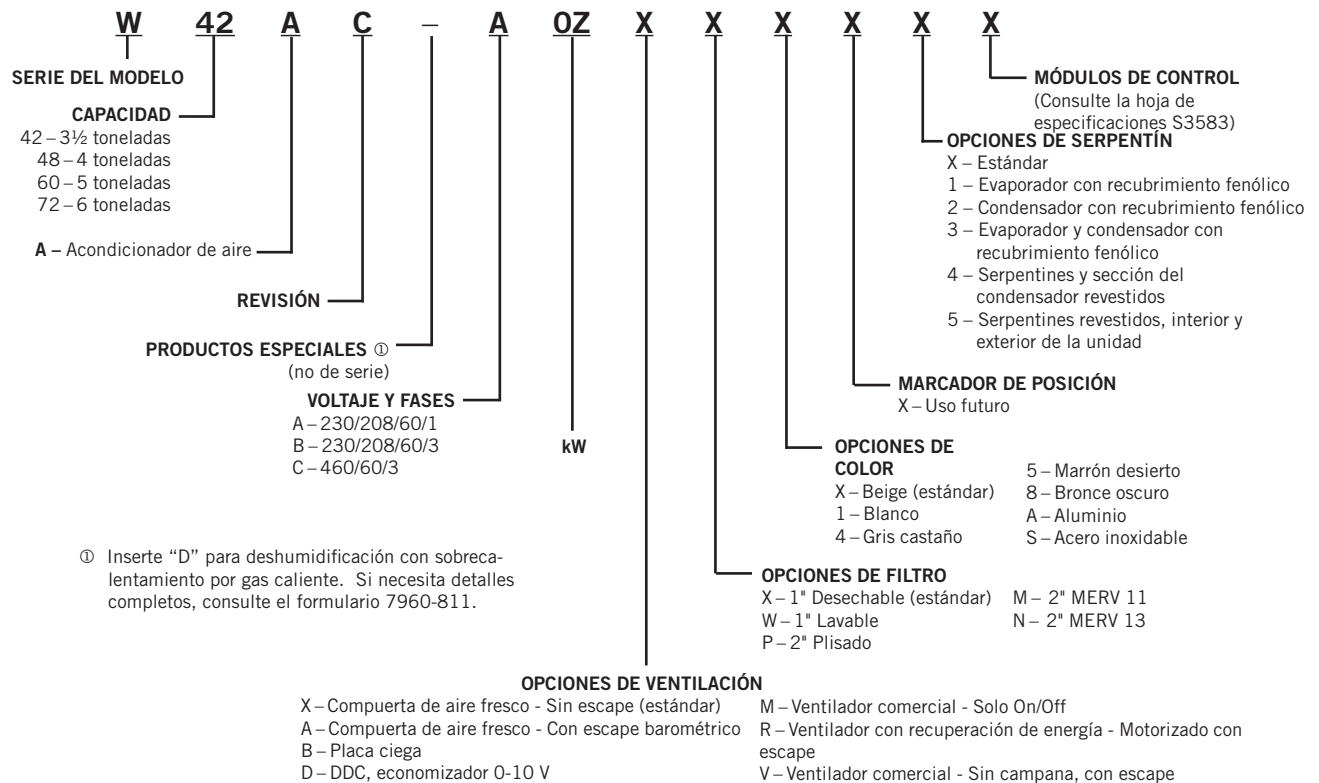 W 42 A C – A 0Z X X X X X X
SERIE DEL MODELO
CAPACIDAD
42 – 3½ toneladas
48 – 4 toneladas
60 – 5 toneladas
72 – 6 toneladas
A – Acondicionador de aire
REVISIÓN
PRODUCTOS ESPECIALES ①
(no de serie)
VOLTAJE Y FASES
A – 230/208/60/1
B – 230/208/60/3
C – 460/60/3
kW
MÓDULOS DE CONTROL
(Consulte la hoja de
especificaciones S3583)
OPCIONES DE SERPENTÍN
X – Estándar
1 – Evaporador con recubrimiento fenólico
2 – Condensador con recubrimiento fenólico
3 – Evaporador y condensador con
recubrimiento fenólico
4 – Serpentines y sección del
condensador revestidos
5 – Serpentines revestidos, interior y
exterior de la unidad
MARCADOR DE POSICIÓN
X – Uso futuro
OPCIONES DE
COLOR
X – Beige (estándar)
1 – Blanco
4 – Gris castaño
5 – Marrón desierto
8 – Bronce oscuro
A – Aluminio
S – Acero inoxidable
① Inserte “D” para deshumidificación con sobreca-
lentamiento por gas caliente. Si necesita detalles
completos, consulte el formulario 7960-811.
OPCIONES DE FILTRO
X – 1" Desechable (estándar)
W – 1" Lavable
P – 2" Plisado
M – 2" MERV 11
N – 2" MERV 13
OPCIONES DE VENTILACIÓN
X – Compuerta de aire fresco - Sin escape (estándar)
A – Compuerta de aire fresco - Con escape barométrico
B – Placa ciega
D – DDC, economizador 0-10 V
M – Ventilador comercial - Solo On/Off
R – Ventilador con recuperación de energía - Motorizado con
escape
V – Ventilador comercial - Sin campana, con escape